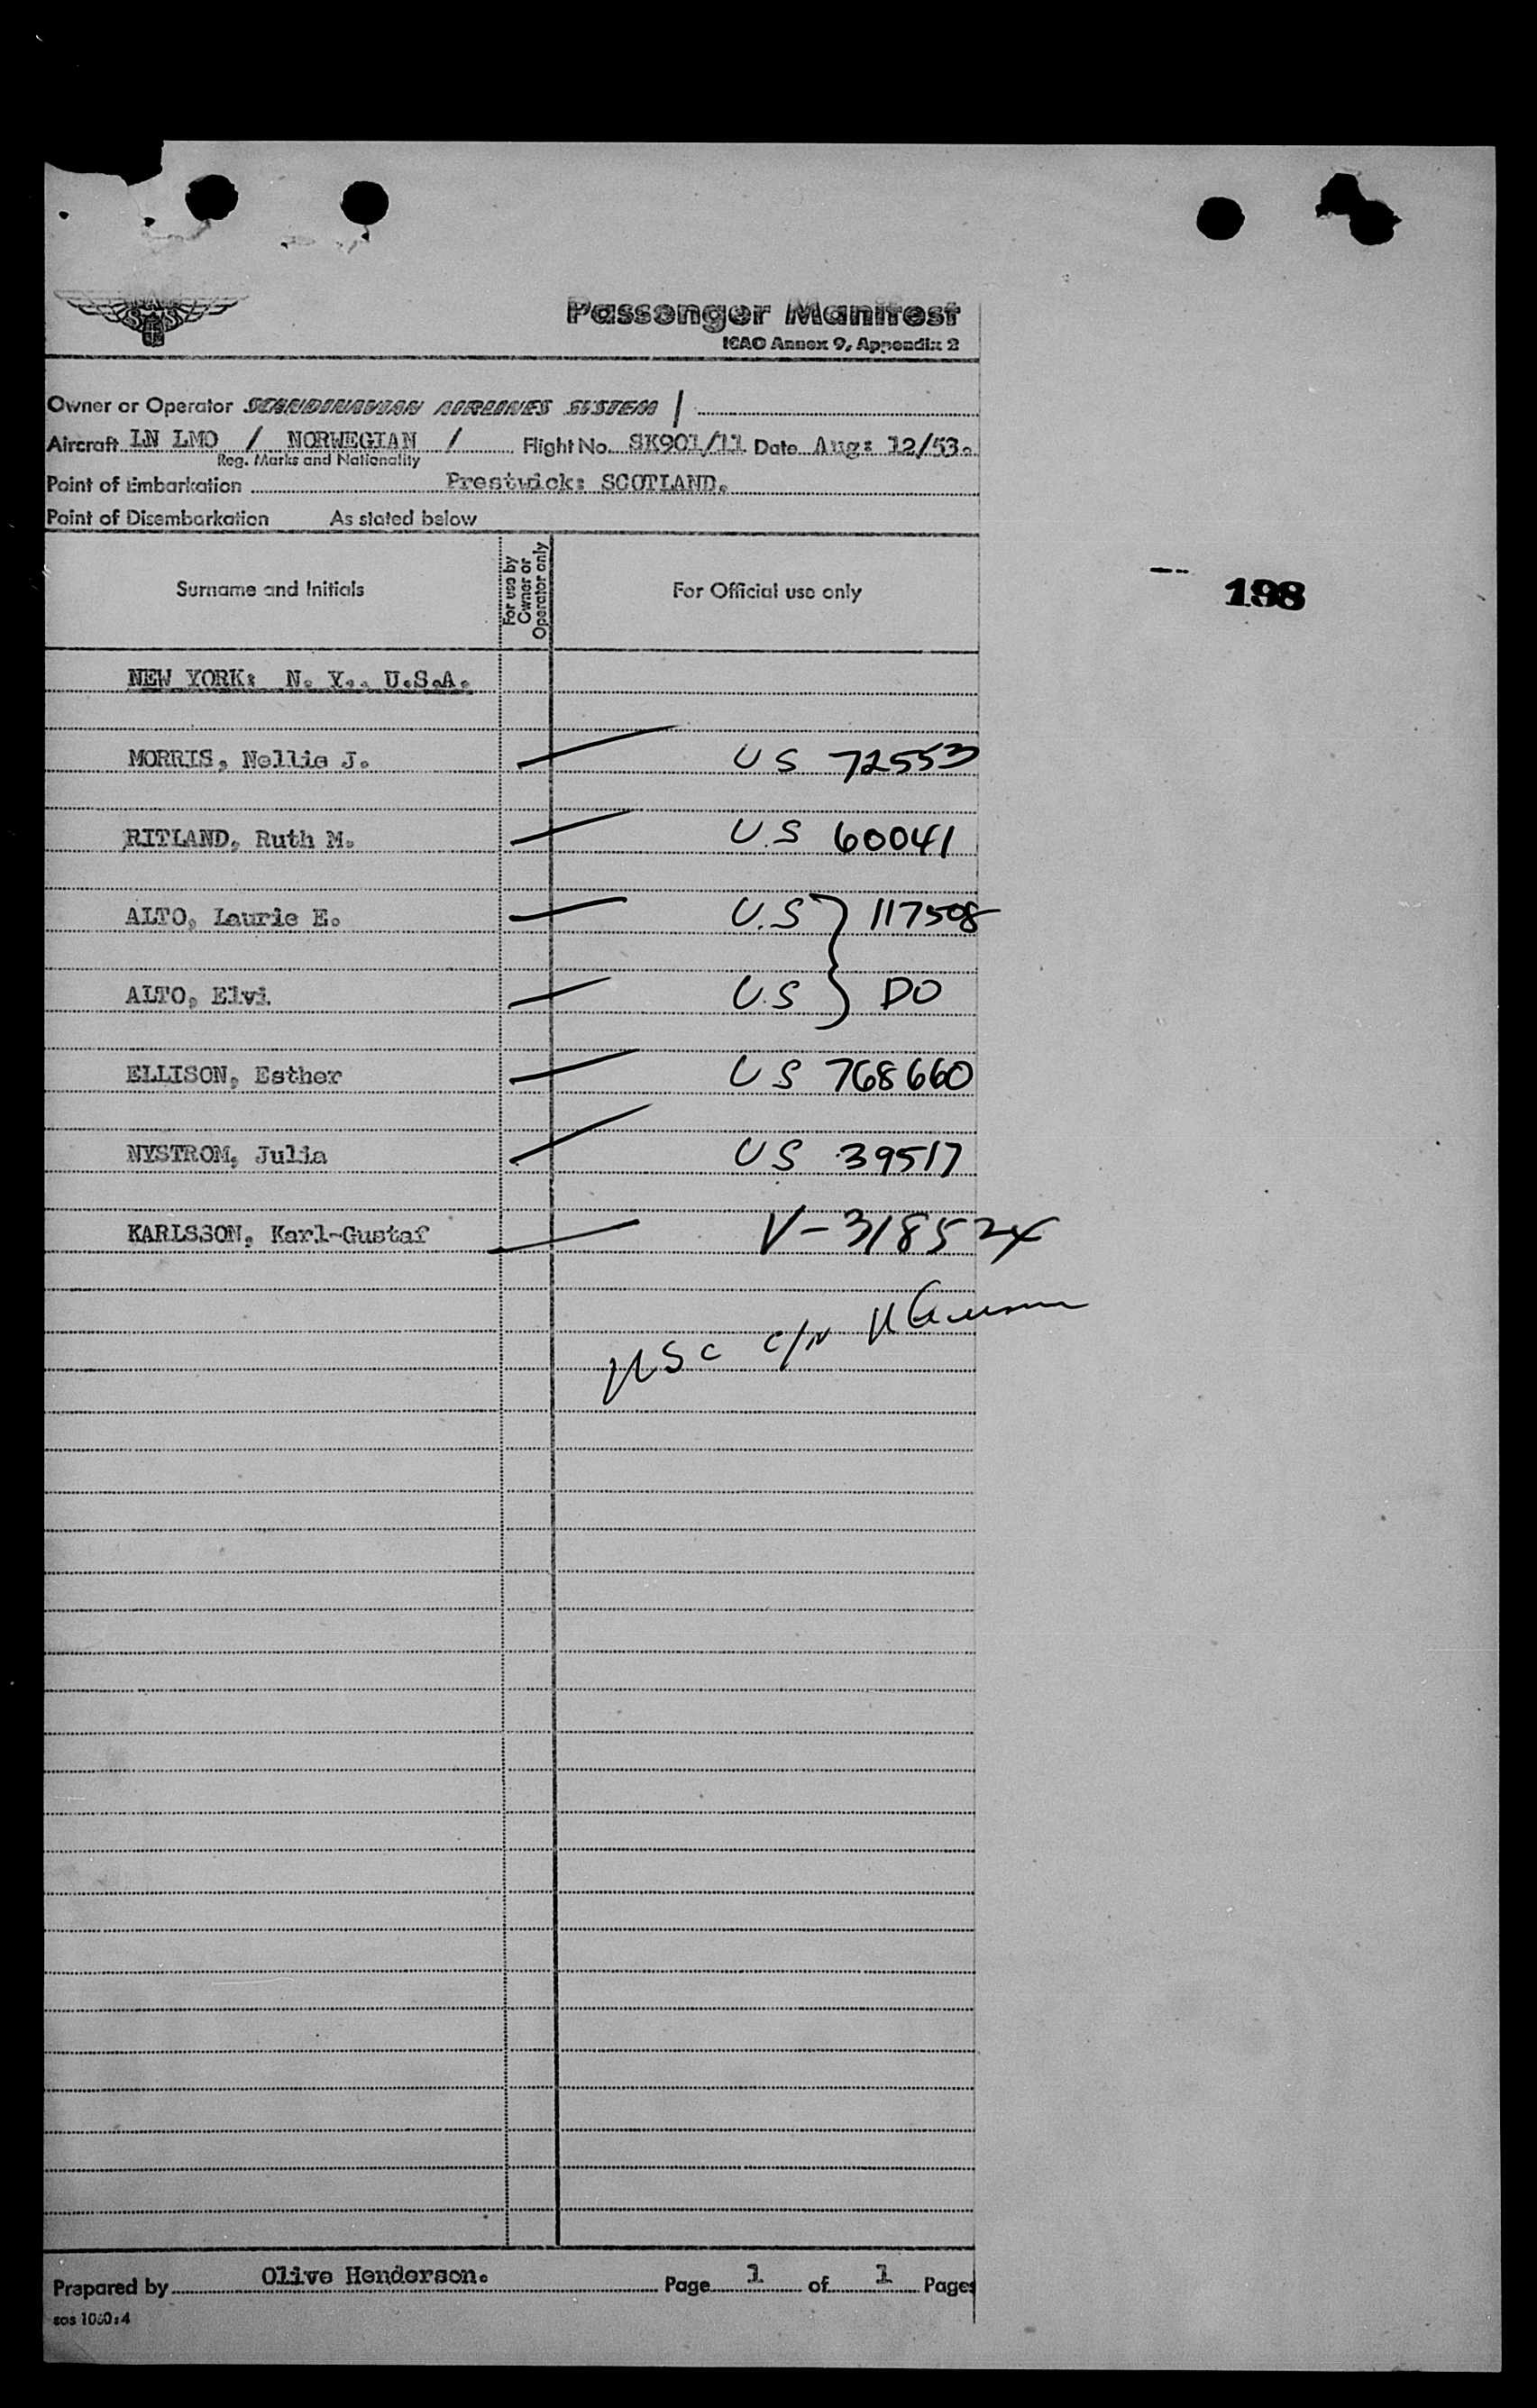 SAS
Passenger Manifest
ICAO Annex 9, Appendix 2
Owner or Operator SCANDINAVIAN AIRLINES SYSTEM /
Aircraft LN LMO / NORWEGIAN / Flight No. SK901/11 Date Aug: 12/53.
Reg. Marks and Nationality
Point of Embarkation Prestwick: SCOTLAND.
Point of Disembarkation As stated below
Surname and Initials
For use by Owner or Operator only
For Official use only
198
NEW YORK: N. Y.. U.S.A.
MORRIS, Nellie J. US 72553
RITLAND, Ruth M. U.S 60041
ALTO, Laurie E. U.S } 117508
ALTO, Elvi U.S } DO
ELLISON, Esther US 768660
NYSTROM, Julia US 39517
KARLSSON, Karl-Gustaf V-318524
USC c/n
Prepared by Olive Henderson. Page 1 of 1 Pages